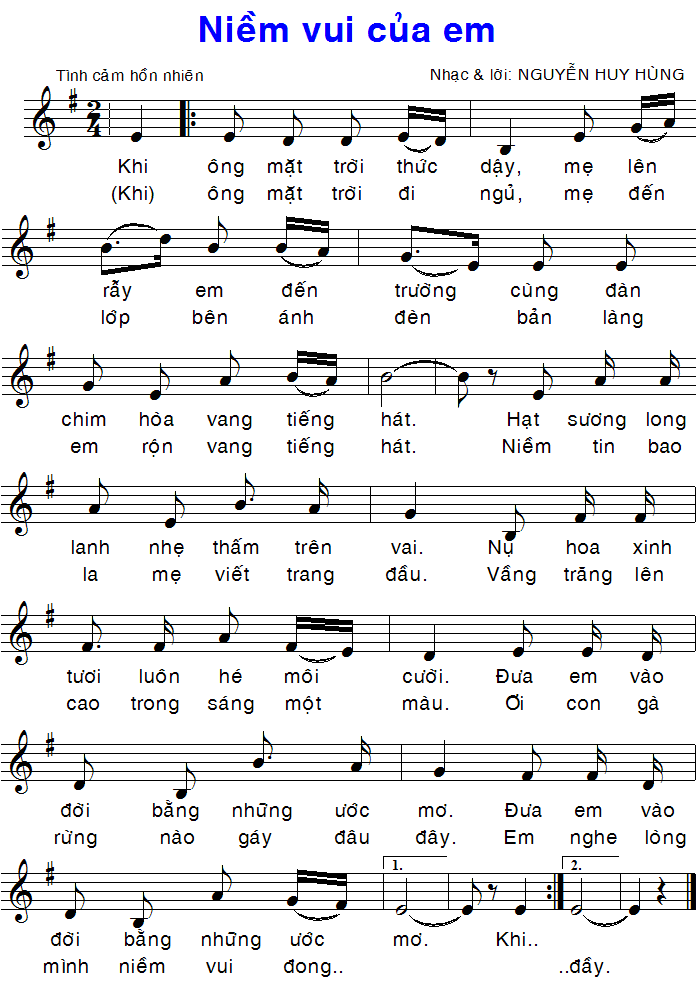 Niềm vui của em
Tình cảm hồn nhiên
Nhạc & lời: NGUYỄN HUY HÙNG
2
4
Khi ông mặt trời thức dậy, mẹ lên
(Khi) ông mặt trời đi ngủ, mẹ đến
rẫy em đến trường cùng đàn
lớp bên ánh đèn bản làng
chim hòa vang tiếng hát. Hạt sương long
em rộn vang tiếng hát. Niềm tin bao
lanh nhẹ thấm trên vai. Nụ hoa xinh
la mẹ viết trang đầu. Vầng trăng lên
tươi luôn hé môi cười. Đưa em vào
cao trong sáng một màu. Ơi con gà
đời bằng những ước mơ. Đưa em vào
rừng nào gáy đâu đây. Em nghe lòng
1. 2.
đời bằng những ước mơ. Khi..
mình niềm vui đong.. ..đầy.